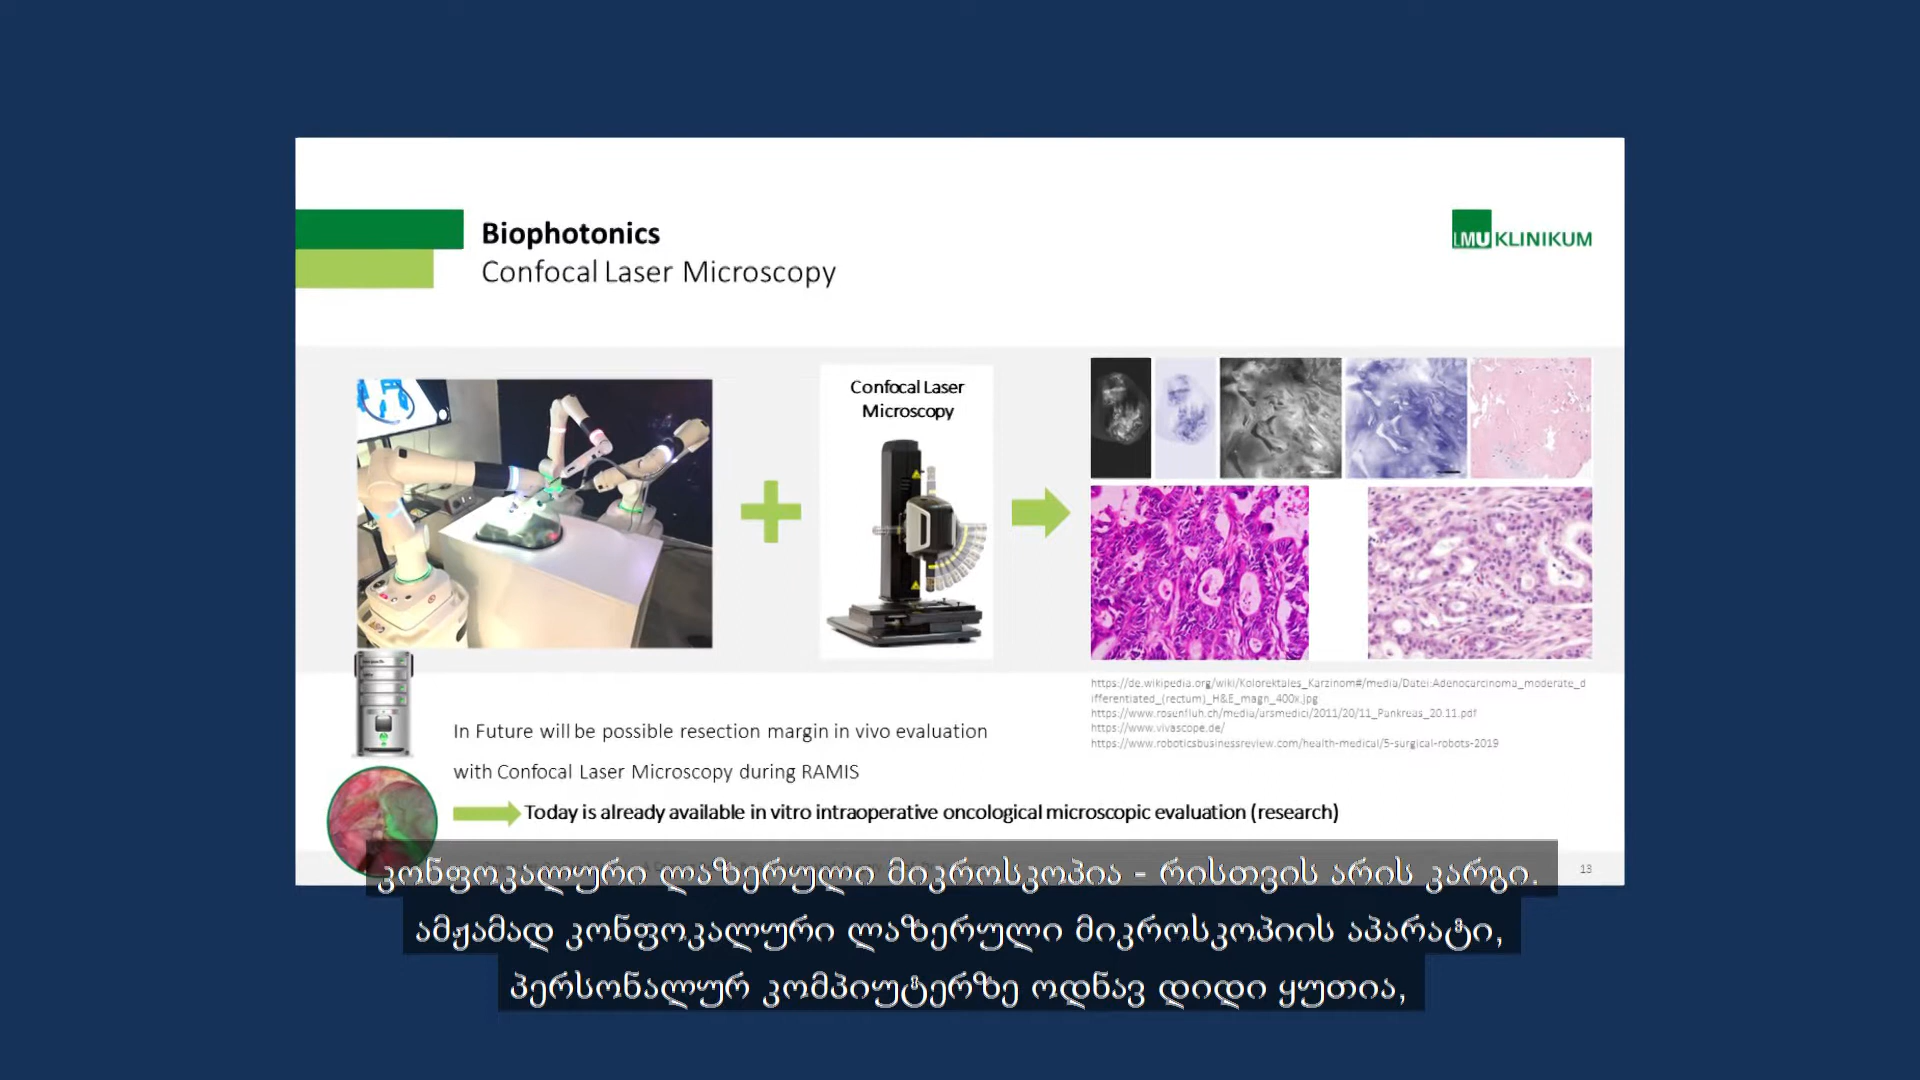 Biophotonics
Confocal Laser Microscopy
LMU KLINIKUM
Confocal Laser
Microscopy
https://de.wikipedia.org/wiki/Kolorektales_Karzinom#/media/Datei:Adenocarcinoma_moderate_d
ifferentiated_(rectum)_H&E_magn_400x.jpg
https://www.rosenfluh.ch/media/arsmedici/2011/20/11_Pankreas_20.11.pdf
https://www.vivascope.de/
https://www.roboticsbusinessreview.com/health-medical/5-surgical-robots-2019
In Future will be possible resection margin in vivo evaluation
with Confocal Laser Microscopy during RAMIS
Today is already available in vitro intraoperative oncological microscopic evaluation (research)
13
კონფოკალური ლაზერული მიკროსკოპია - რისთვის არის კარგი.
ამჟამად კონფოკალური ლაზერული მიკროსკოპიის აპარატი,
პერსონალურ კომპიუტერზე ოდნავ დიდი ყუთია,